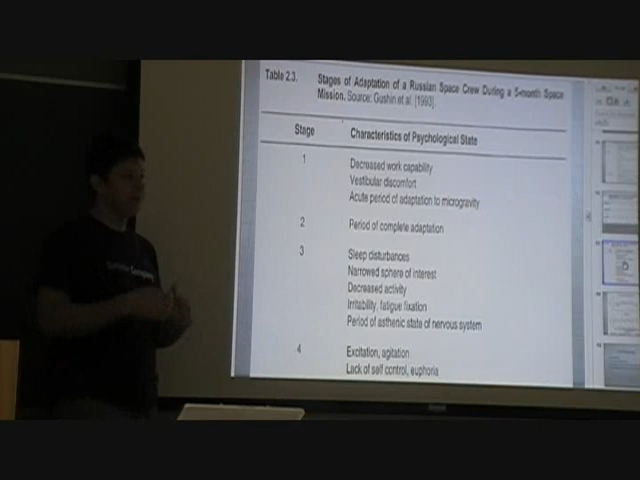 Table 2.3. Stages of Adaptation of a Russian Space Crew During a 5-month Space
Mission. Source: Gushin et al. [1993].
Stage Characteristics of Psychological State
1 Decreased work capability
Vestibular discomfort
Acute period of adaptation to microgravity
2 Period of complete adaptation
3 Sleep disturbances
Narrowed sphere of interest
Decreased activity
Irritability, fatigue fixation
Period of asthenic state of nervous system
4 Excitation, agitation
Lack of self control, euphoria